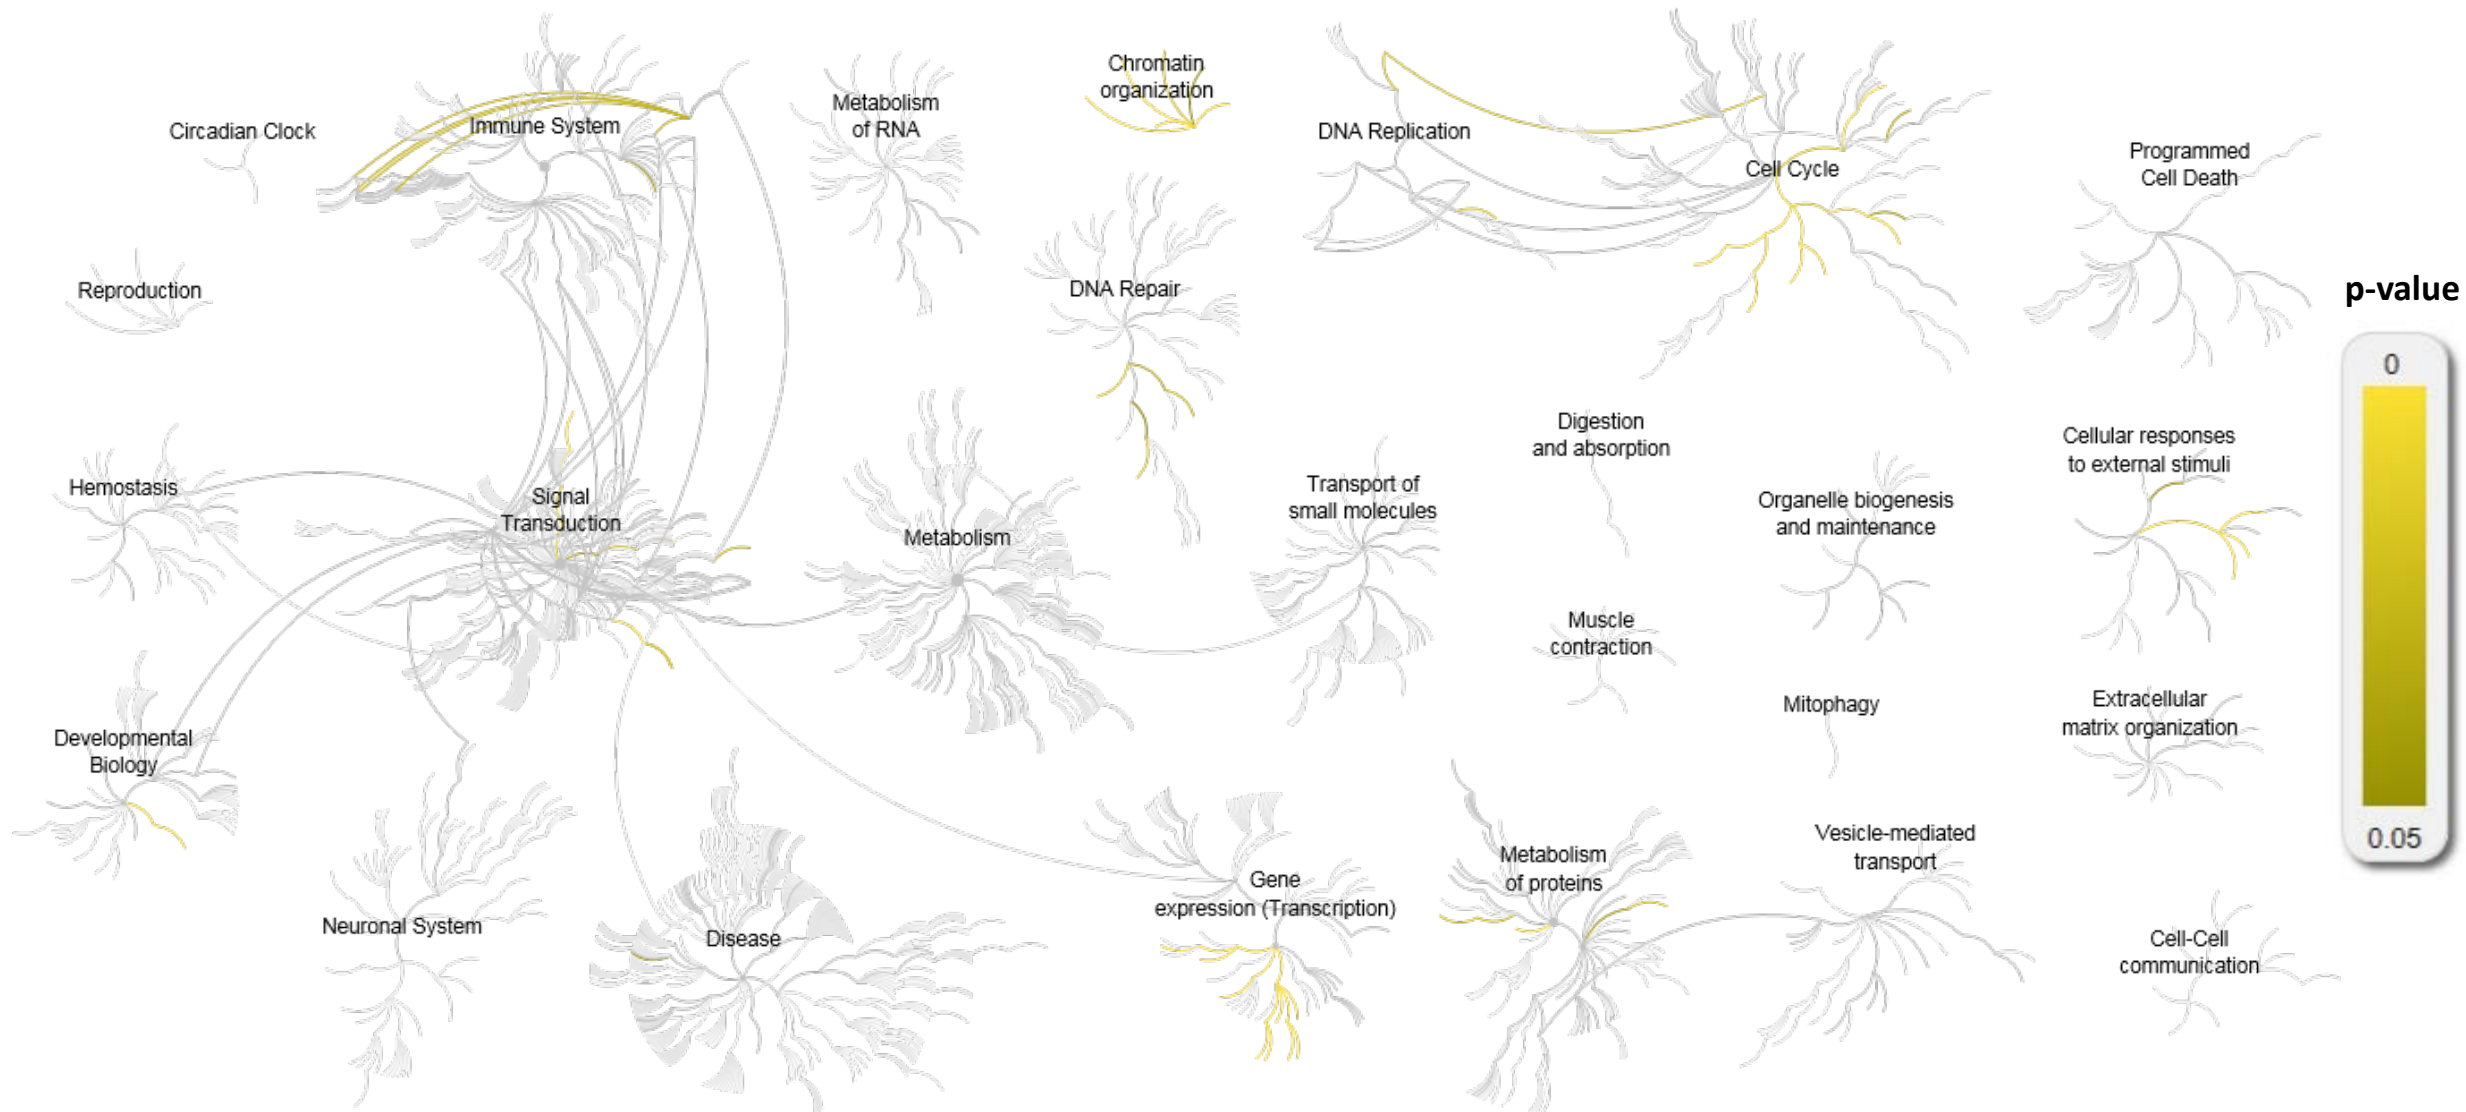 Chromatin
organization
Metabolism
of RNA
Circadian Clock
Immune System
DNA Replication
Cell Cycle
Programmed
Cell Death
Reproduction
DNA Repair
p-value
0
0.05
Digestion
and absorption
Cellular responses
to external stimuli
Hemostasis
Signal
Transduction
Metabolism
Transport of
small molecules
Organelle biogenesis
and maintenance
Muscle
contraction
Mitophagy
Extracellular
matrix organization
Developmental
Biology
Neuronal System
Disease
Gene
expression (Transcription)
Metabolism
of proteins
Vesicle-mediated
transport
Cell-Cell
communication